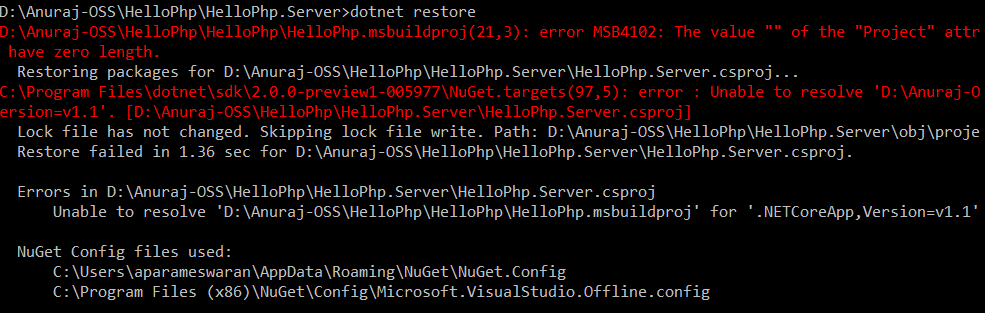 D:\Anuraj-OSS\HelloPhp\HelloPhp.Server>dotnet restore
D:\Anuraj-OSS\HelloPhp\HelloPhp\HelloPhp.msbuildproj(21,3): error MSB4102: The value "" of the "Project" attr
have zero length.
Restoring packages for D:\Anuraj-OSS\HelloPhp\HelloPhp.Server\HelloPhp.Server.csproj...
C:\Program Files\dotnet\sdk\2.0.0-preview1-005977\NuGet.targets(97,5): error : Unable to resolve 'D:\Anuraj-O
ersion=v1.1'. [D:\Anuraj-OSS\HelloPhp\HelloPhp.Server\HelloPhp.Server.csproj]
Lock file has not changed. Skipping lock file write. Path: D:\Anuraj-OSS\HelloPhp\HelloPhp.Server\obj\proje
Restore failed in 1.36 sec for D:\Anuraj-OSS\HelloPhp\HelloPhp.Server\HelloPhp.Server.csproj.
Errors in D:\Anuraj-OSS\HelloPhp\HelloPhp.Server\HelloPhp.Server.csproj
Unable to resolve 'D:\Anuraj-OSS\HelloPhp\HelloPhp\HelloPhp.msbuildproj' for '.NETCoreApp,Version=v1.1'
NuGet Config files used:
C:\Users\aparameswaran\AppData\Roaming\NuGet\NuGet.Config
C:\Program Files (x86)\NuGet\Config\Microsoft.VisualStudio.Offline.config